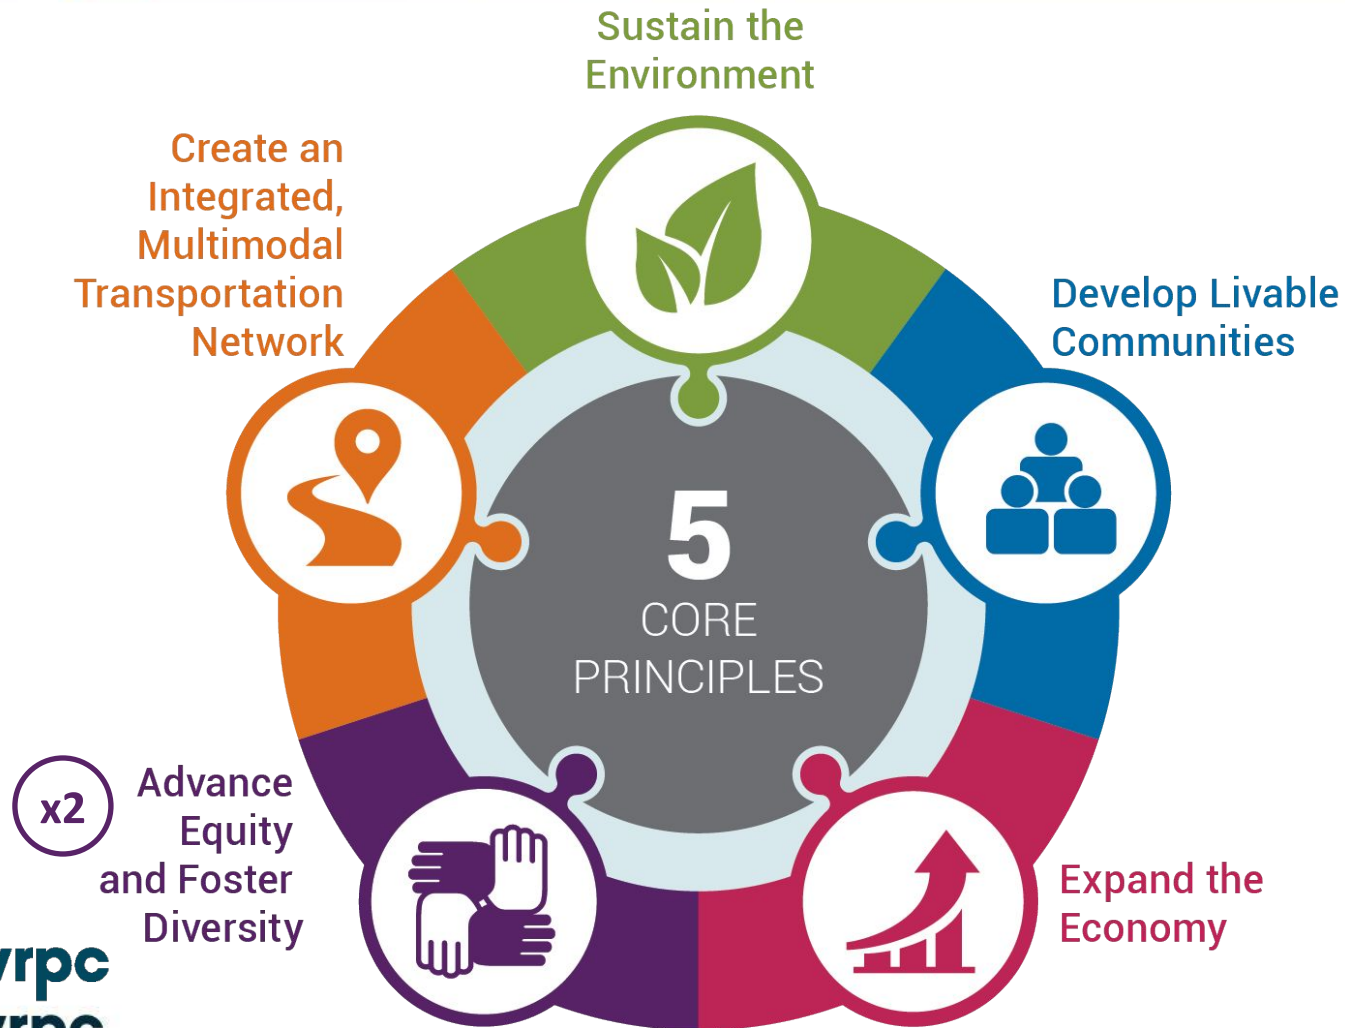 Sustain the
Environment
Create an
Integrated,
Multimodal
Transportation
Network
Develop Livable
Communities
5
CORE
PRINCIPLES
x2
Advance
Equity
and Foster
Diversity
Expand the
Economy
vrpc